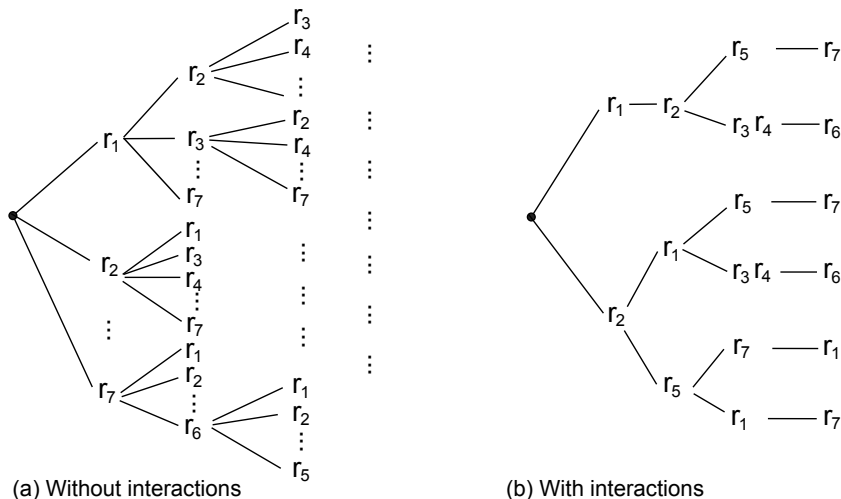 r₃
r₄
r₂
⋮
r₁
r₂
r₃
r₄
⋮
r₇
⋮
r₇
r₂
r₁
r₃
r₄
⋮
r₇
⋮
r₇
r₁
r₂
⋮
r₆
r₁
r₂
⋮
r₅
⋮ ⋮ ⋮
⋮ ⋮ ⋮ ⋮ ⋮ ⋮ ⋮
(a) Without interactions
r₁ r₂
r₅ r₇
r₃ r₄ r₆
r₂
r₁
r₅ r₇
r₃ r₄ r₆
r₅
r₇ r₁
r₁ r₇
(b) With interactions